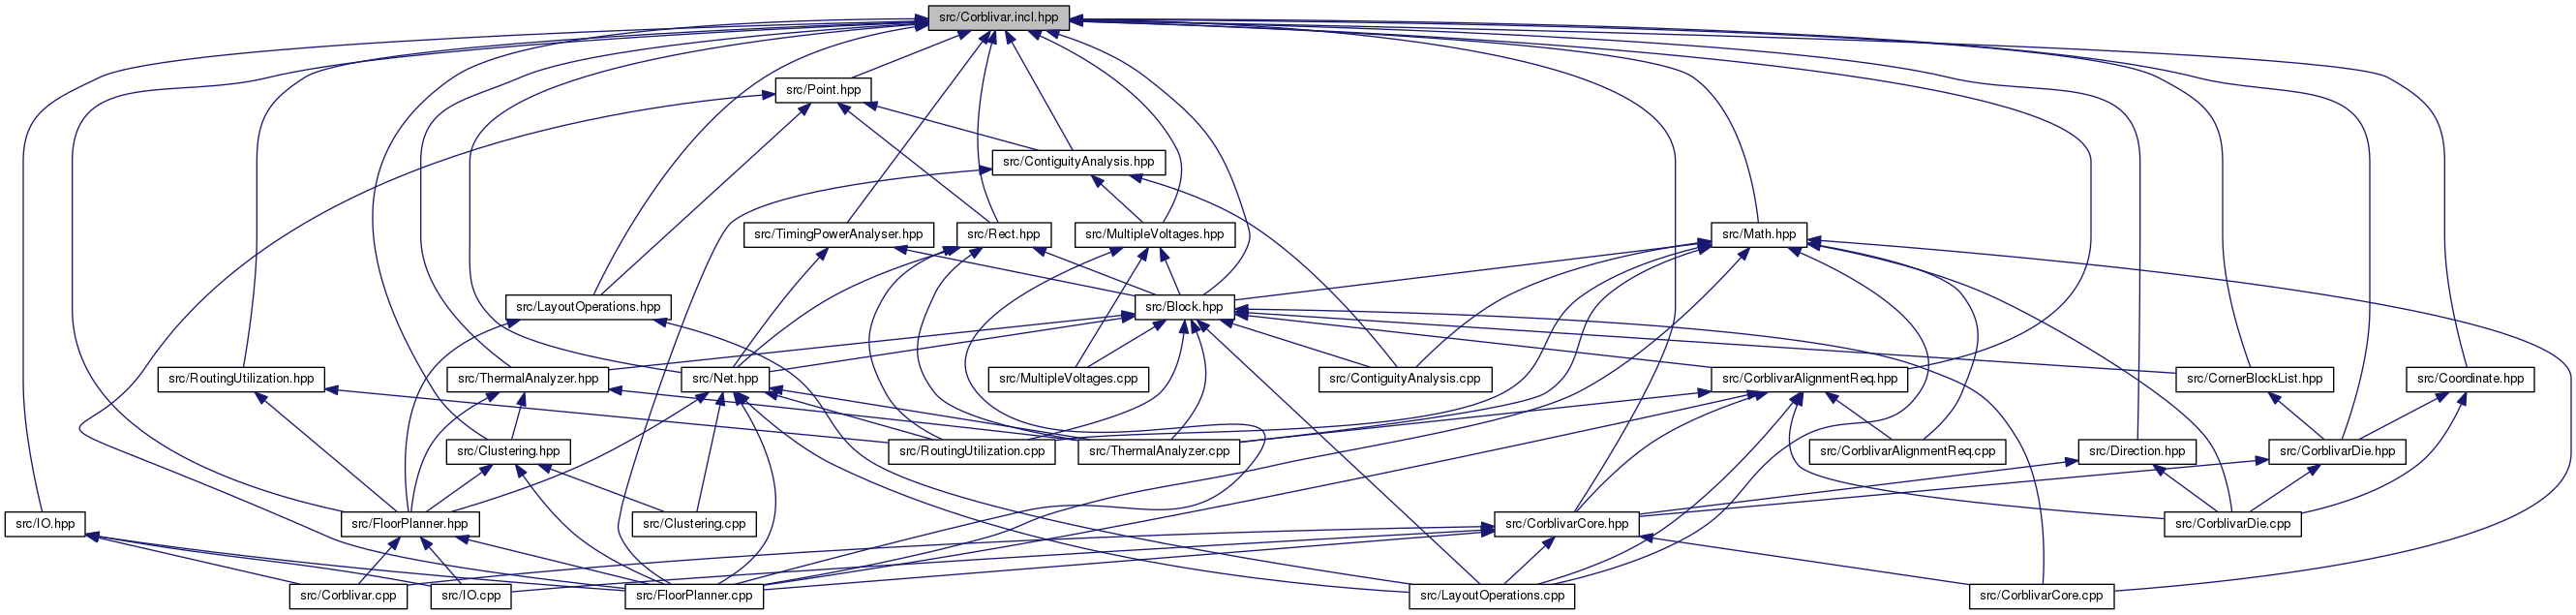 src/Corblivar.incl.hpp
src/Point.hpp
src/ContiguityAnalysis.hpp
src/TimingPowerAnalyser.hpp
src/Rect.hpp
src/MultipleVoltages.hpp
src/Math.hpp
src/LayoutOperations.hpp
src/Block.hpp
src/RoutingUtilization.hpp
src/ThermalAnalyzer.hpp
src/Net.hpp
src/MultipleVoltages.cpp
src/ContiguityAnalysis.cpp
src/CorblivarAlignmentReq.hpp
src/CornerBlockList.hpp
src/Coordinate.hpp
src/Clustering.hpp
src/RoutingUtilization.cpp
src/ThermalAnalyzer.cpp
src/CorblivarAlignmentReq.cpp
src/Direction.hpp
src/CorblivarDie.hpp
src/IO.hpp
src/FloorPlanner.hpp
src/Clustering.cpp
src/CorblivarCore.hpp
src/CorblivarDie.cpp
src/Corblivar.cpp
src/IO.cpp
src/FloorPlanner.cpp
src/LayoutOperations.cpp
src/CorblivarCore.cpp